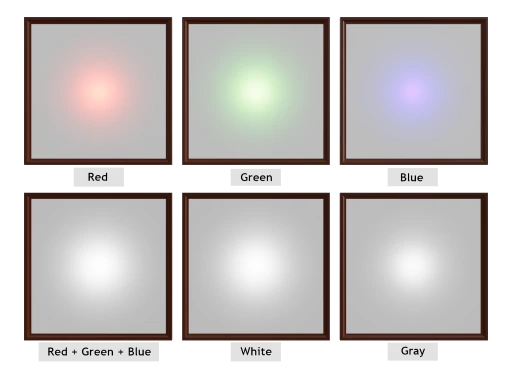 Red
Green
Blue
Red + Green + Blue
White
Gray